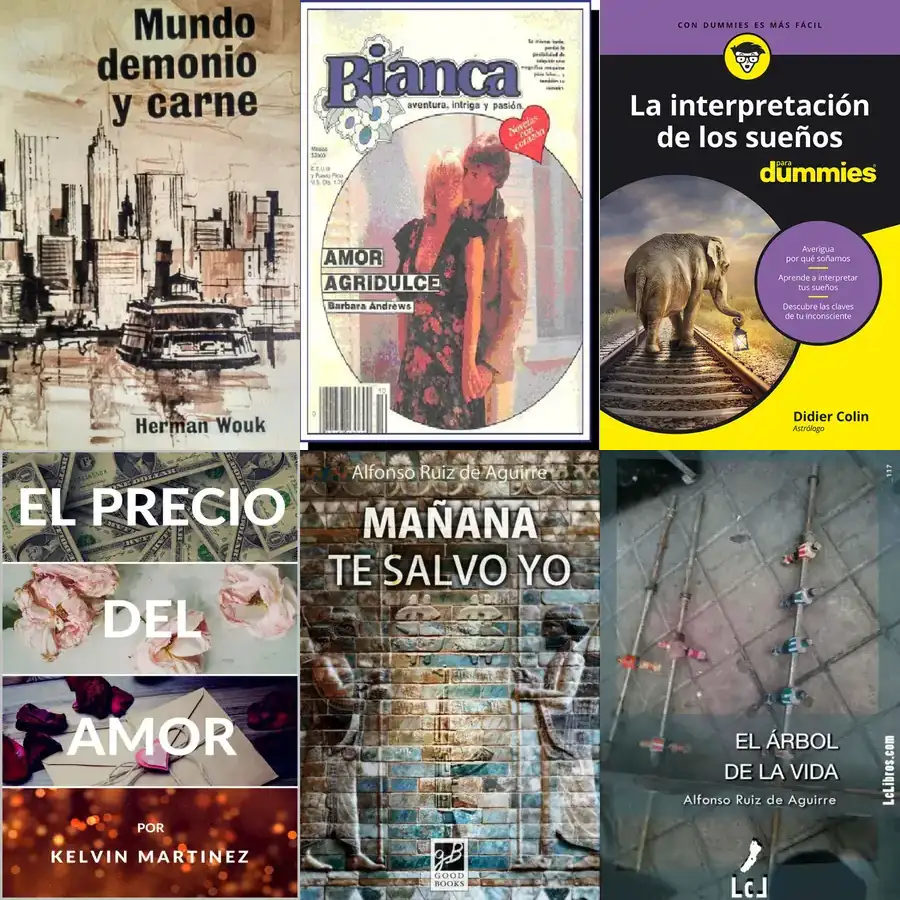 Mundo
demonio
y carne
Herman Wouk
Bianca
aventura, intriga y pasión.
Novelas
con
corazón
AMOR
AGRIDULCE
Barbara Andrews
CON DUMMIES ES MÁS FÁCIL
La interpretación
de los sueños
para
dummies
Averigua
por qué soñamos
Aprende a interpretar
tus sueños
Descubre las claves
de tu inconsciente
Didier Colin
Astrólogo
EL PRECIO
DEL
AMOR
POR
KELVIN MARTINEZ
Alfonso Ruiz de Aguirre
MAÑANA
TE SALVO YO
gB
GOOD
BOOKS
117
EL ÁRBOL
DE LA VIDA
Alfonso Ruiz de Aguirre
LcLibros.com
LcL